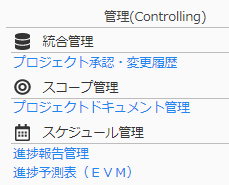 管理(Controlling)
統合管理
プロジェクト承認・変更履歴
スコープ管理
プロジェクトドキュメント管理
スケジュール管理
進捗報告管理
進捗予測表（ＥＶＭ）